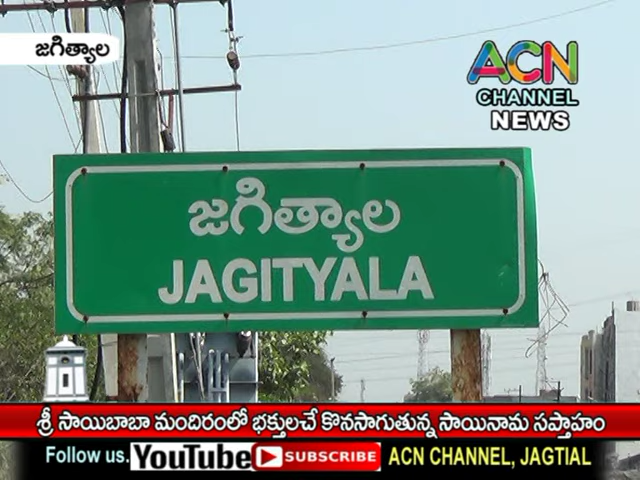 జగిత్యాల
ACN
CHANNEL
NEWS
జగిత్యాల
JAGITYALA
శ్రీ సాయిబాబా మందిరంలో భక్తులచే కొనసాగుతున్న సాయినామ సప్తాహం
Follow us. YouTube SUBSCRIBE ACN CHANNEL, JAGTIAL